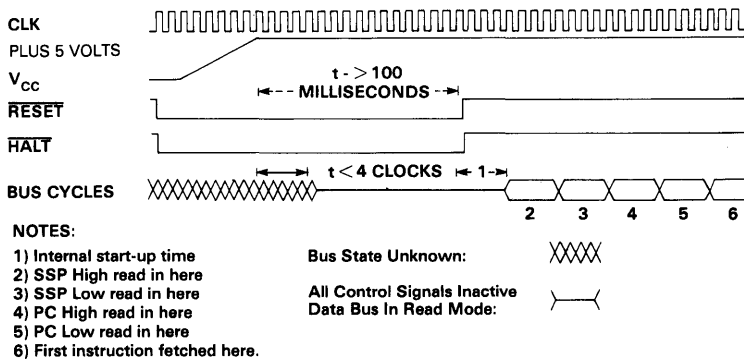 CLK
PLUS 5 VOLTS
VCC
t - > 100
MILLISECONDS
RESET
HALT
t < 4 CLOCKS
1
BUS CYCLES
2 3 4 5 6
NOTES:
1) Internal start-up time
2) SSP High read in here
3) SSP Low read in here
4) PC High read in here
5) PC Low read in here
6) First instruction fetched here.
Bus State Unknown:
All Control Signals Inactive
Data Bus In Read Mode: